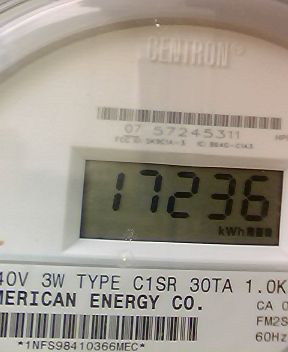 CENTRON®
07 57245311
17236
kWh
40V 3W TYPE C1SR 30TA 1.0K
MERICAN ENERGY CO.
CA 0
FM2S
60Hz
*1NFS98410366MEC*